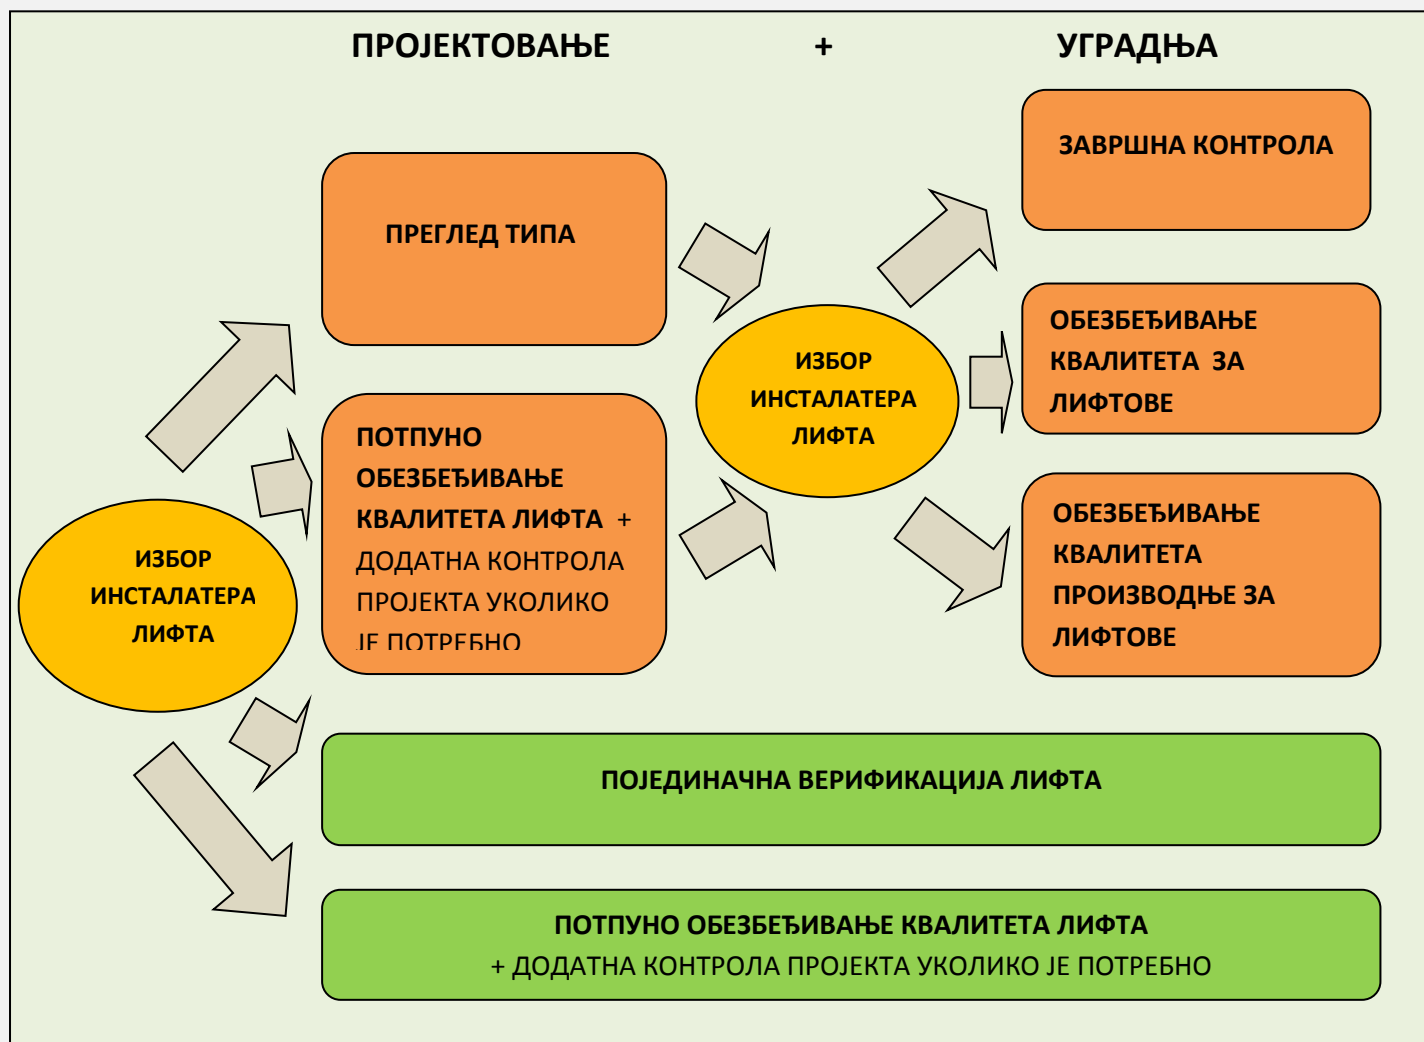 ПРОЈЕКТОВАЊЕ + УГРАДЊА
ПРЕГЛЕД ТИПА
ЗАВРШНА КОНТРОЛА
ИЗБОР
ИНСТАЛАТЕРА
ЛИФТА
ОБЕЗБЕЂИВАЊЕ
КВАЛИТЕТА ЗА
ЛИФТОВЕ
ПОТПУНО
ОБЕЗБЕЂИВАЊЕ
КВАЛИТЕТА ЛИФТА +
ДОДАТНА КОНТРОЛА
ПРОЈЕКТА УКОЛИКО
ЈЕ ПОТРЕБНО
ИЗБОР
ИНСТАЛАТЕРА
ЛИФТА
ОБЕЗБЕЂИВАЊЕ
КВАЛИТЕТА
ПРОИЗВОДЊЕ ЗА
ЛИФТОВЕ
ПОЈЕДИНАЧНА ВЕРИФИКАЦИЈА ЛИФТА
ПОТПУНО ОБЕЗБЕЂИВАЊЕ КВАЛИТЕТА ЛИФТА
+ ДОДАТНА КОНТРОЛА ПРОЈЕКТА УКОЛИКО ЈЕ ПОТРЕБНО